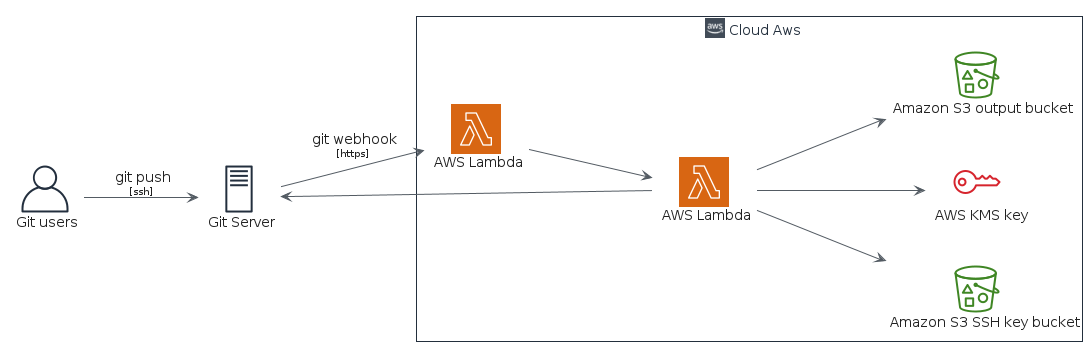 aws Cloud Aws
Amazon S3 output bucket
git webhook
[https]
AWS Lambda
git push
[ssh]
Git users
Git Server
AWS Lambda
AWS KMS key
Amazon S3 SSH key bucket